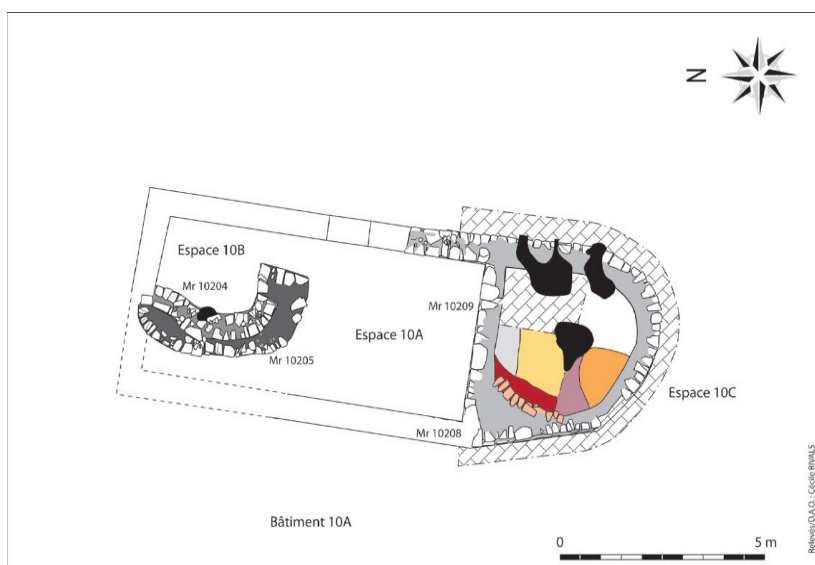 N
Espace 10B
Mr 10204
Mr 10209
Espace 10A
Mr 10205
Espace 10C
Mr 10208
Bâtiment 10A
0 5 m
Relevés/D.A.O. : Cécile RIVALS